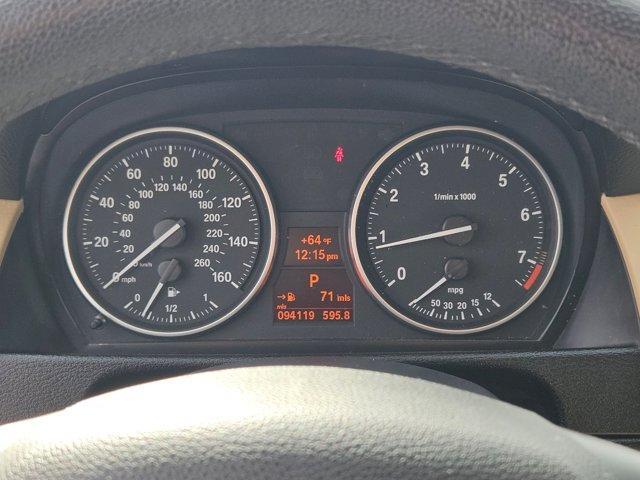 0 20 40 60 80 100 120 140 160
mph
0 20 40 60 80 100 120 140 160 180 200 220 240 260
km/h
0 1/2 1
+64 °F
12:15 pm
P
→ 71 mls
mls
094119 595.8
0 1 2 3 4 5 6 7
1/min x 1000
mpg
50 30 20 15 12